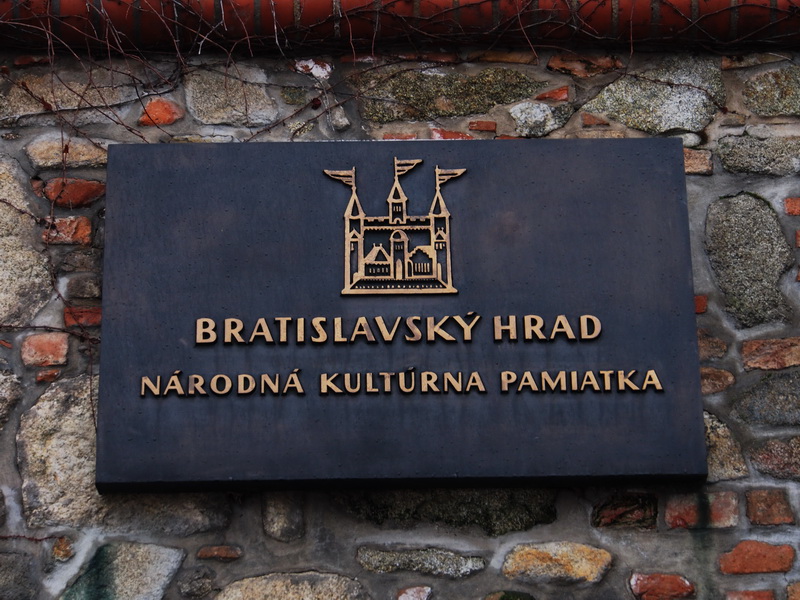 BRATISLAVSKÝ HRAD
NÁRODNÁ KULTÚRNA PAMIATKA